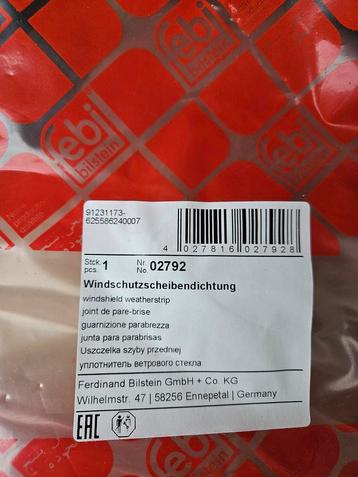 febi
bilstein
febi
bilstein
91231173-
625586240007
4 027816 027928
Stck. 1 Nr. 02792
pcs. No.
Windschutzscheibendichtung
windshield weatherstrip
joint de pare-brise
guarnizione parabrezza
junta para parabrisas
Uszczelka szyby przedniej
уплотнитель ветрового стекла
Ferdinand Bilstein GmbH + Co. KG
Wilhelmstr. 47 | 58256 Ennepetal | Germany
EAC